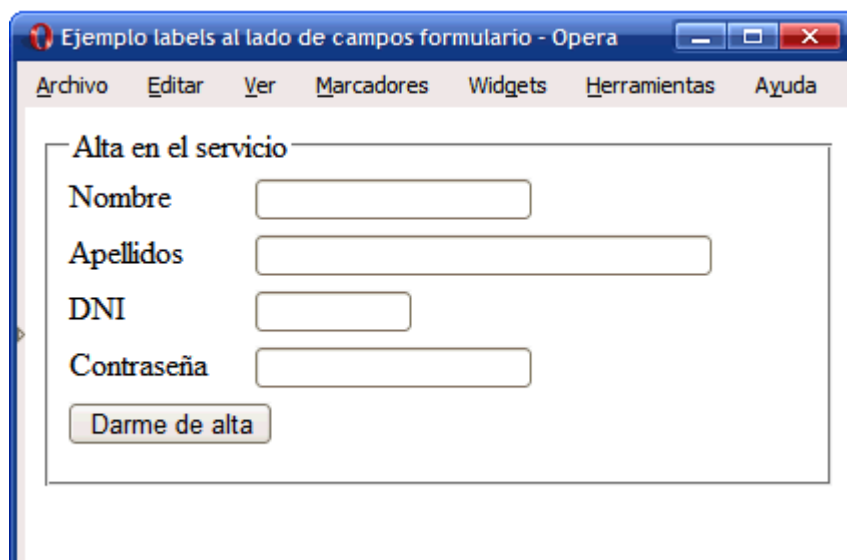 Ejemplo labels al lado de campos formulario - Opera
Archivo Editar Ver Marcadores Widgets Herramientas Ayuda
Alta en el servicio
Nombre
Apellidos
DNI
Contraseña
Darme de alta